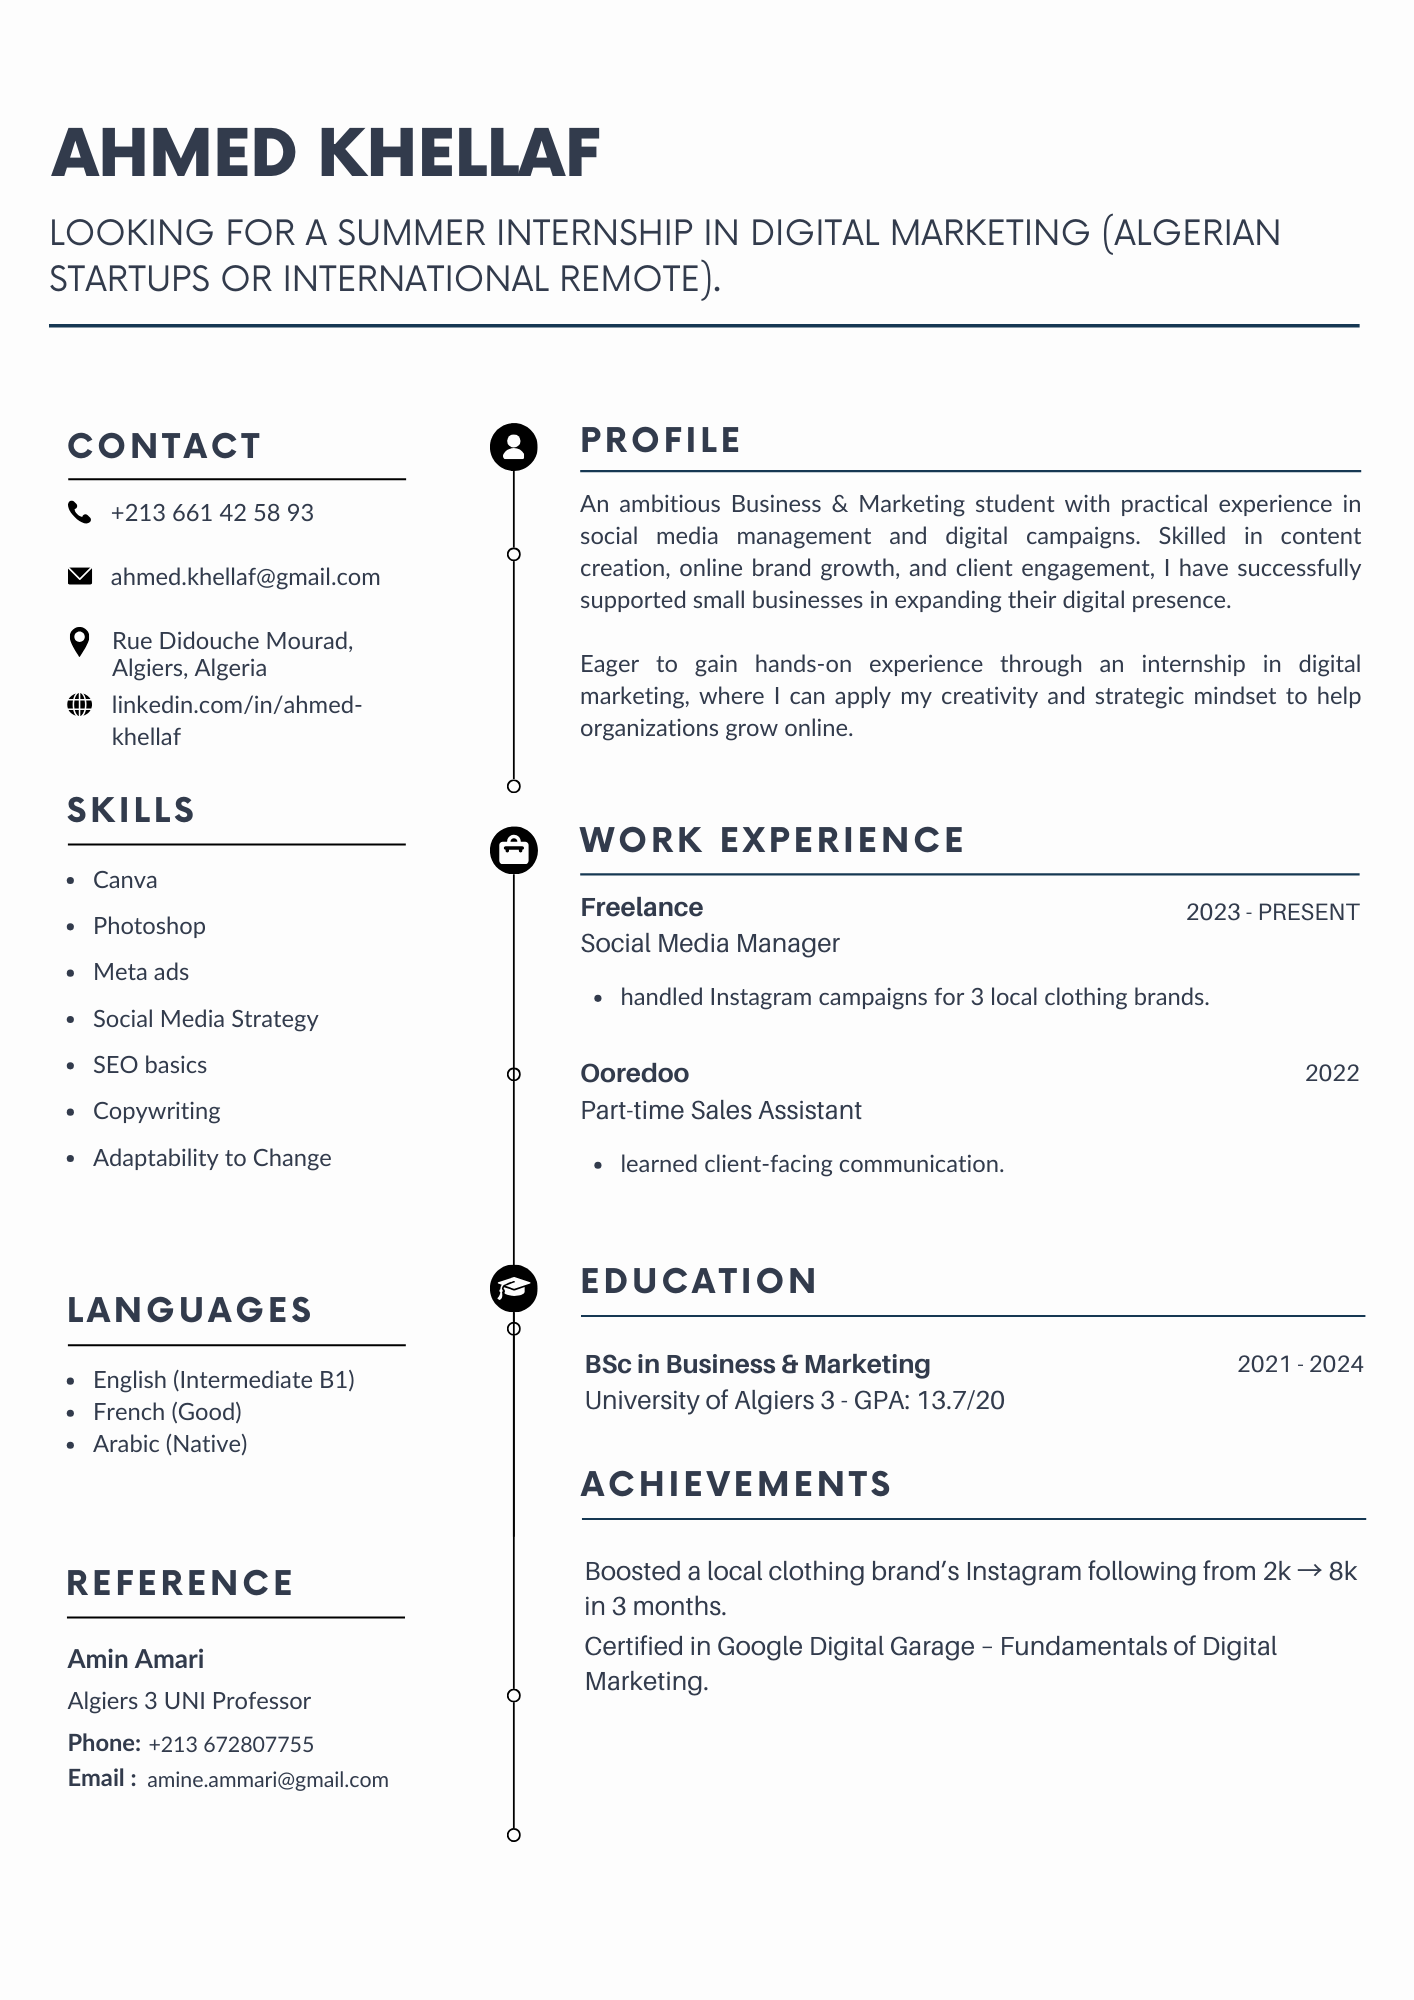 AHMED KHELLAF
LOOKING FOR A SUMMER INTERNSHIP IN DIGITAL MARKETING (ALGERIAN
STARTUPS OR INTERNATIONAL REMOTE).
CONTACT
+213 661 42 58 93
ahmed.khellaf@gmail.com
Rue Didouche Mourad,
Algiers, Algeria
linkedin.com/in/ahmed-
khellaf
SKILLS
• Canva
• Photoshop
• Meta ads
• Social Media Strategy
• SEO basics
• Copywriting
• Adaptability to Change
LANGUAGES
• English (Intermediate B1)
• French (Good)
• Arabic (Native)
REFERENCE
Amin Amari
Algiers 3 UNI Professor
Phone: +213 672807755
Email : amine.ammari@gmail.com
PROFILE
An ambitious Business & Marketing student with practical experience in
social media management and digital campaigns. Skilled in content
creation, online brand growth, and client engagement, I have successfully
supported small businesses in expanding their digital presence.
Eager to gain hands-on experience through an internship in digital
marketing, where I can apply my creativity and strategic mindset to help
organizations grow online.
WORK EXPERIENCE
Freelance 2023 - PRESENT
Social Media Manager
• handled Instagram campaigns for 3 local clothing brands.
Ooredoo 2022
Part-time Sales Assistant
• learned client-facing communication.
EDUCATION
BSc in Business & Marketing 2021 - 2024
University of Algiers 3 - GPA: 13.7/20
ACHIEVEMENTS
Boosted a local clothing brand’s Instagram following from 2k → 8k
in 3 months.
Certified in Google Digital Garage – Fundamentals of Digital
Marketing.